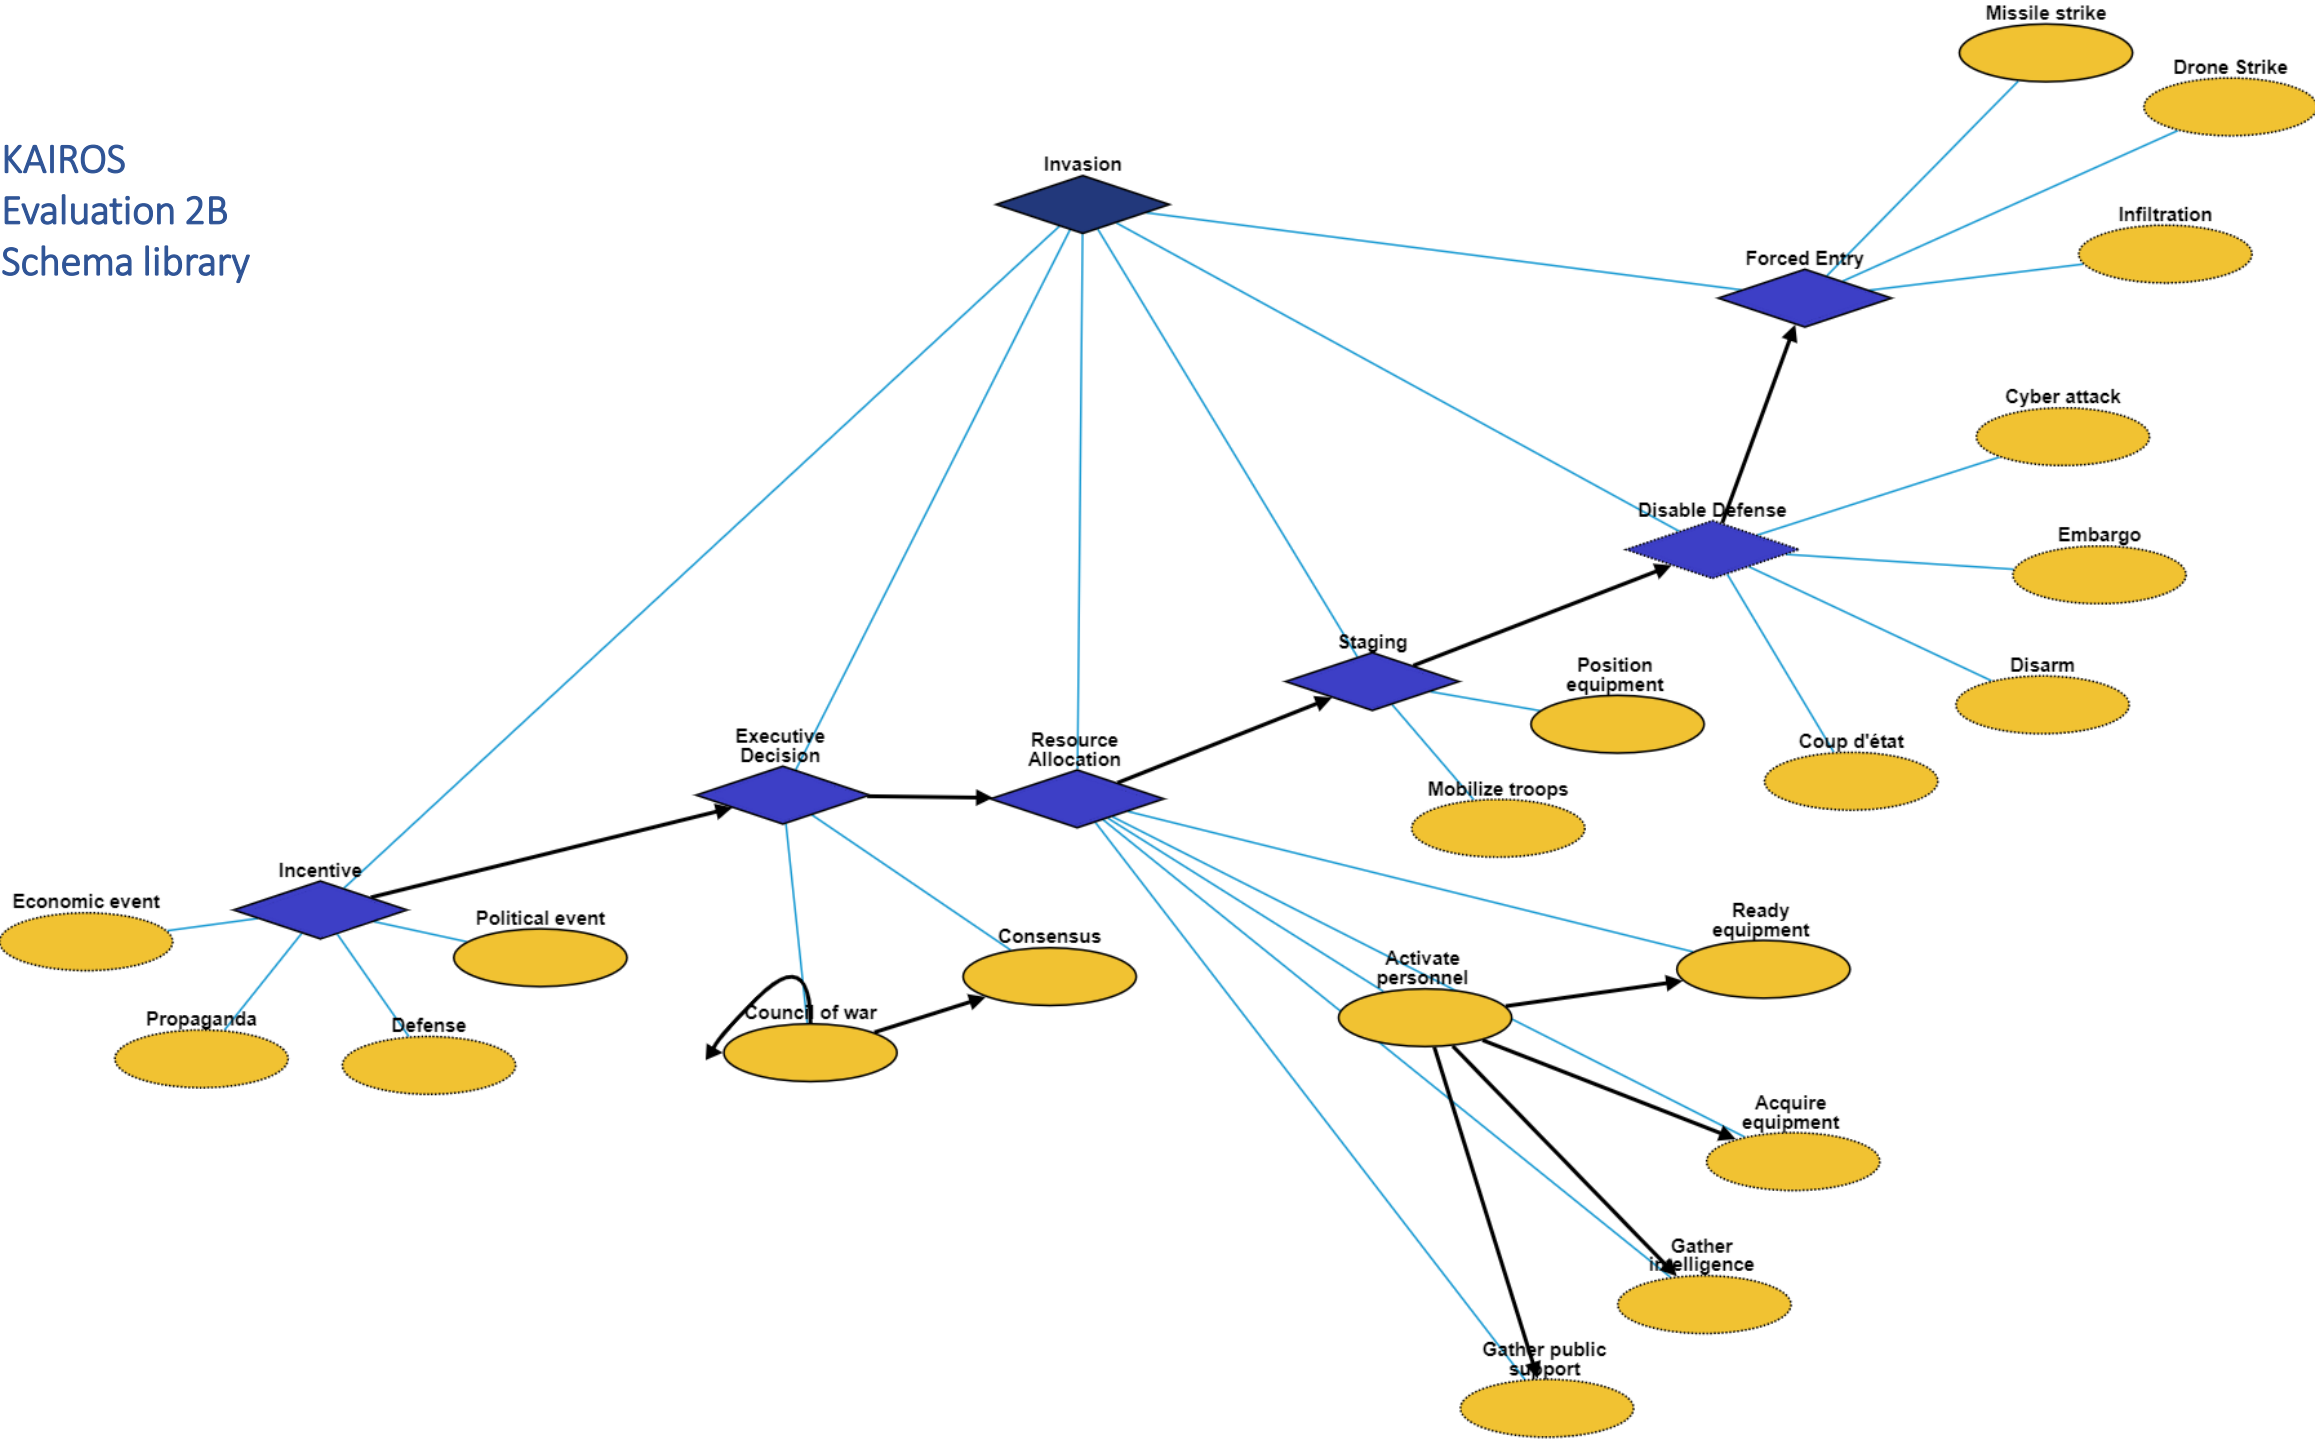 KAIROS
Evaluation 2B
Schema library
Missile strike
Drone Strike
Invasion
Infiltration
Forced Entry
Cyber attack
Disable Defense
Embargo
Staging
Position
equipment
Disarm
Executive
Decision
Resource
Allocation
Coup d'état
Mobilize troops
Incentive
Economic event
Political event
Ready
equipment
Consensus
Activate
personnel
Propaganda
Defense
Council of war
Acquire
equipment
Gather
intelligence
Gather public
support